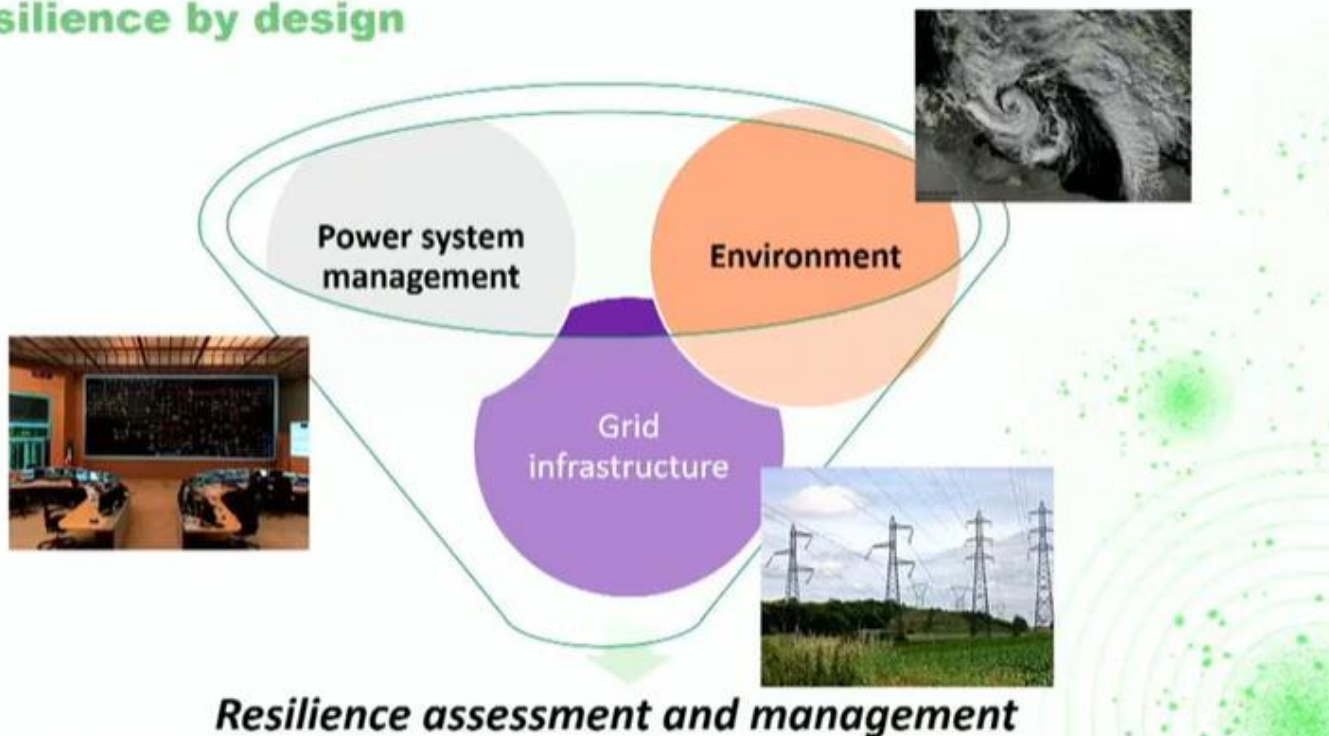 silience by design
Power system
management
Environment
Grid
infrastructure
Resilience assessment and management